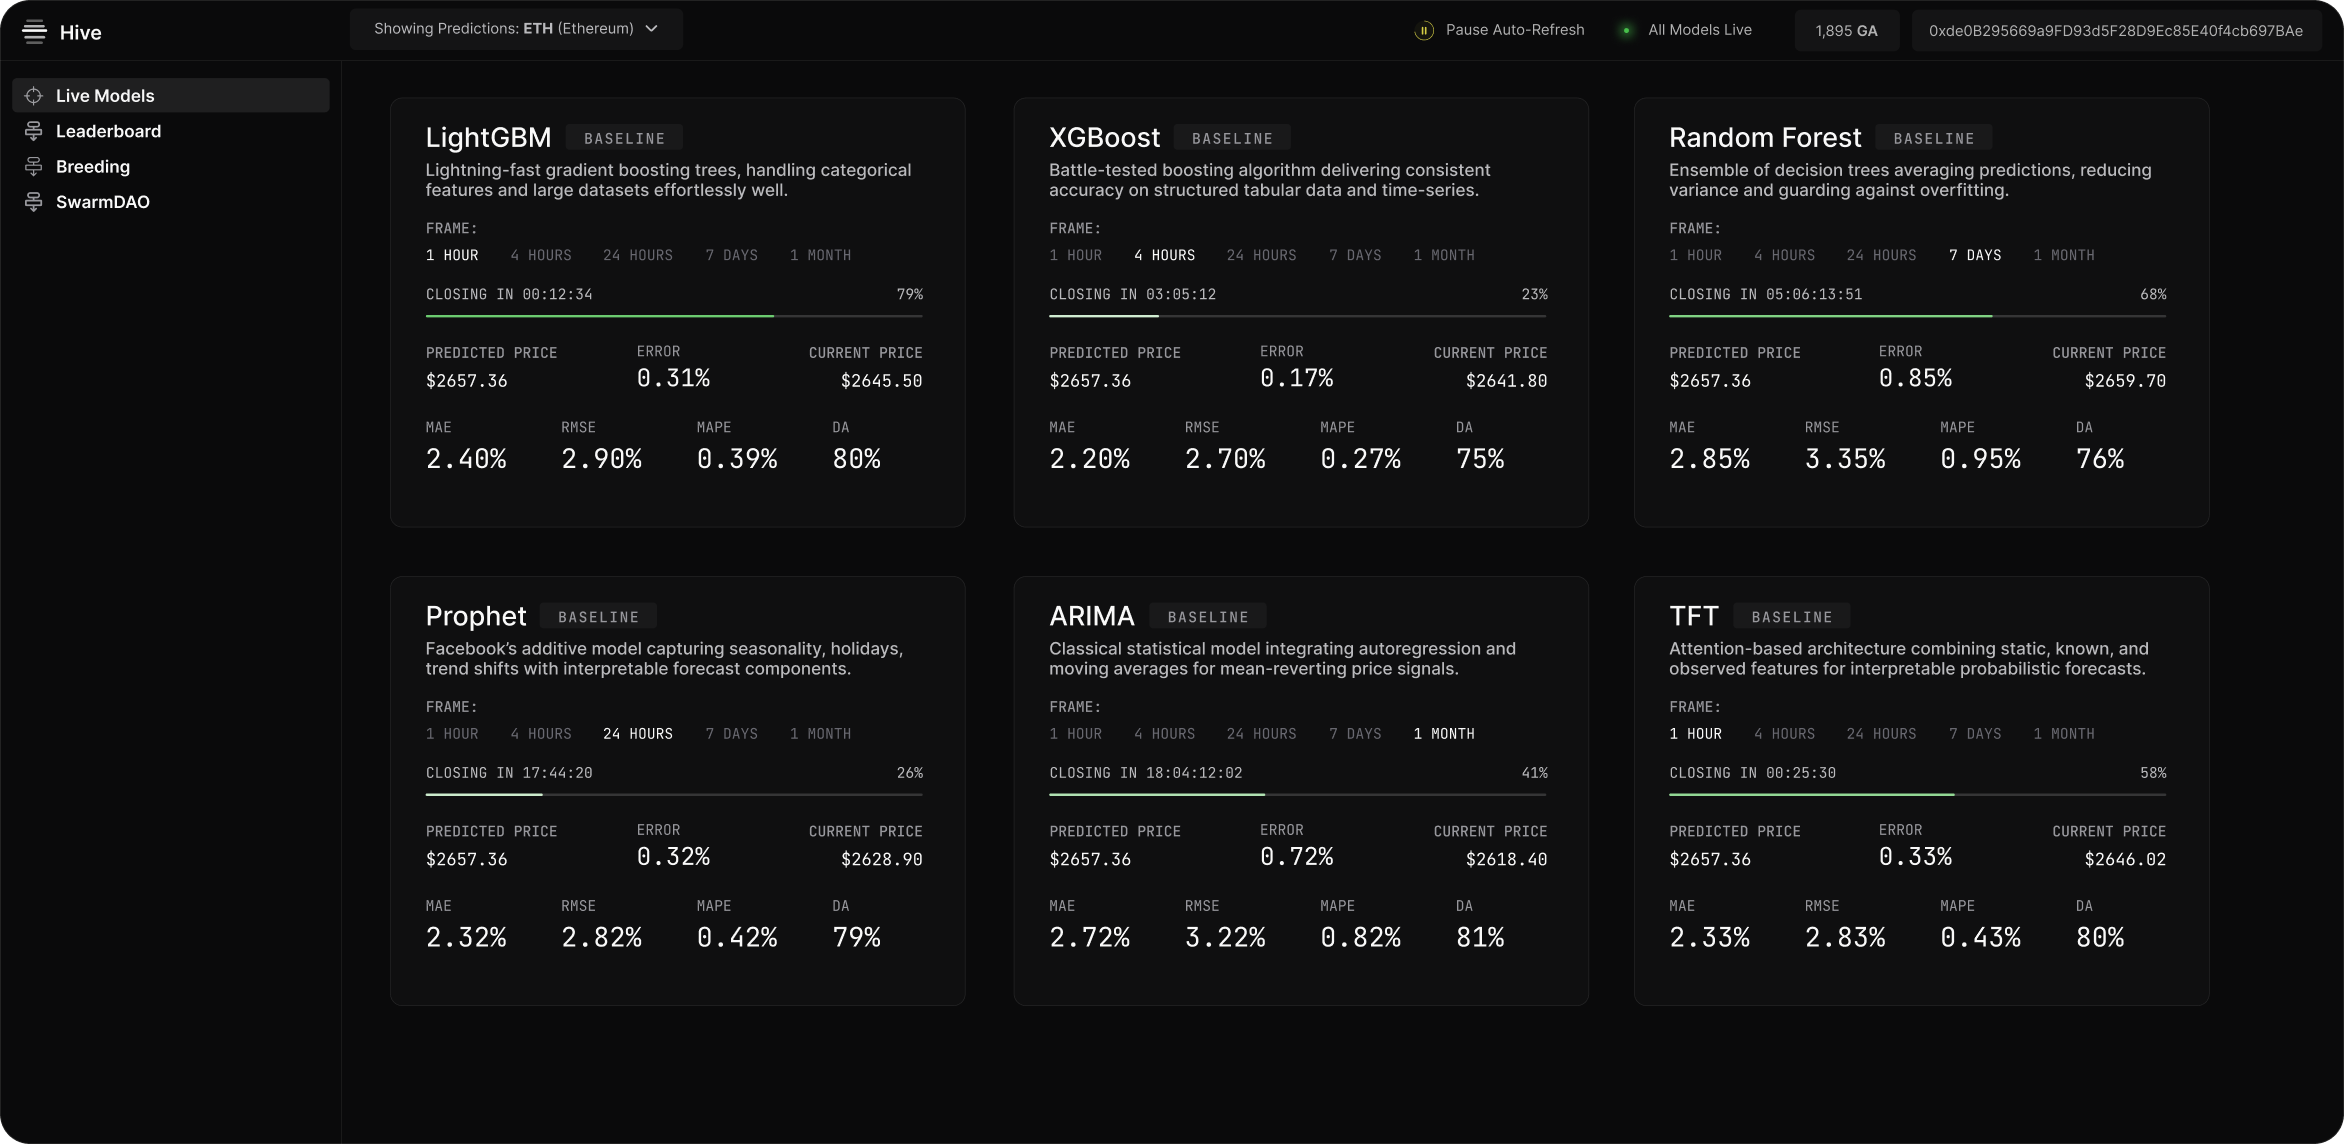 Hive
Showing Predictions: ETH (Ethereum)
Pause Auto-Refresh
All Models Live
1,895 GA
0xde0B295669a9FD93d5F28D9Ec85E40f4cb697BAe
Live Models
Leaderboard
Breeding
SwarmDAO
LightGBM BASELINE
Lightning-fast gradient boosting trees, handling categorical
features and large datasets effortlessly well.
FRAME:
1 HOUR 4 HOURS 24 HOURS 7 DAYS 1 MONTH
CLOSING IN 00:12:34 79%
PREDICTED PRICE ERROR CURRENT PRICE
$2657.36 0.31% $2645.50
MAE RMSE MAPE DA
2.40% 2.90% 0.39% 80%
XGBoost BASELINE
Battle-tested boosting algorithm delivering consistent
accuracy on structured tabular data and time-series.
FRAME:
1 HOUR 4 HOURS 24 HOURS 7 DAYS 1 MONTH
CLOSING IN 03:05:12 23%
PREDICTED PRICE ERROR CURRENT PRICE
$2657.36 0.17% $2641.80
MAE RMSE MAPE DA
2.20% 2.70% 0.27% 75%
Random Forest BASELINE
Ensemble of decision trees averaging predictions, reducing
variance and guarding against overfitting.
FRAME:
1 HOUR 4 HOURS 24 HOURS 7 DAYS 1 MONTH
CLOSING IN 05:06:13:51 68%
PREDICTED PRICE ERROR CURRENT PRICE
$2657.36 0.85% $2659.70
MAE RMSE MAPE DA
2.85% 3.35% 0.95% 76%
Prophet BASELINE
Facebook’s additive model capturing seasonality, holidays,
trend shifts with interpretable forecast components.
FRAME:
1 HOUR 4 HOURS 24 HOURS 7 DAYS 1 MONTH
CLOSING IN 17:44:20 26%
PREDICTED PRICE ERROR CURRENT PRICE
$2657.36 0.32% $2628.90
MAE RMSE MAPE DA
2.32% 2.82% 0.42% 79%
ARIMA BASELINE
Classical statistical model integrating autoregression and
moving averages for mean-reverting price signals.
FRAME:
1 HOUR 4 HOURS 24 HOURS 7 DAYS 1 MONTH
CLOSING IN 18:04:12:02 41%
PREDICTED PRICE ERROR CURRENT PRICE
$2657.36 0.72% $2618.40
MAE RMSE MAPE DA
2.72% 3.22% 0.82% 81%
TFT BASELINE
Attention-based architecture combining static, known, and
observed features for interpretable probabilistic forecasts.
FRAME:
1 HOUR 4 HOURS 24 HOURS 7 DAYS 1 MONTH
CLOSING IN 00:25:30 58%
PREDICTED PRICE ERROR CURRENT PRICE
$2657.36 0.33% $2646.02
MAE RMSE MAPE DA
2.33% 2.83% 0.43% 80%